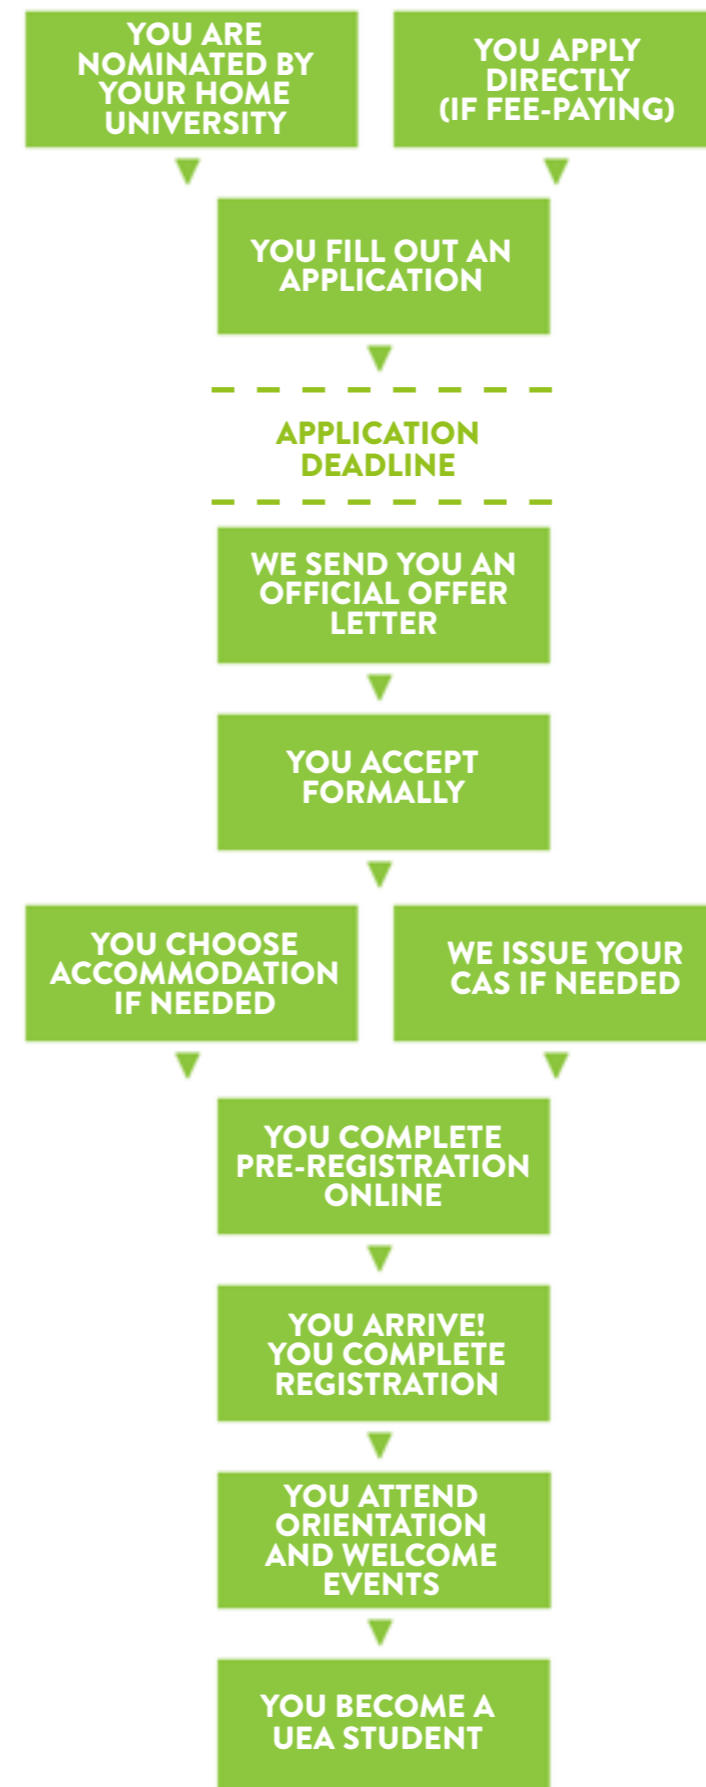 YOU ARE
NOMINATED BY
YOUR HOME
UNIVERSITY
YOU APPLY
DIRECTLY
(IF FEE-PAYING)
YOU FILL OUT AN
APPLICATION
APPLICATION
DEADLINE
WE SEND YOU AN
OFFICIAL OFFER
LETTER
YOU ACCEPT
FORMALLY
YOU CHOOSE
ACCOMMODATION
IF NEEDED
WE ISSUE YOUR
CAS IF NEEDED
YOU COMPLETE
PRE-REGISTRATION
ONLINE
YOU ARRIVE!
YOU COMPLETE
REGISTRATION
YOU ATTEND
ORIENTATION
AND WELCOME
EVENTS
YOU BECOME A
UEA STUDENT